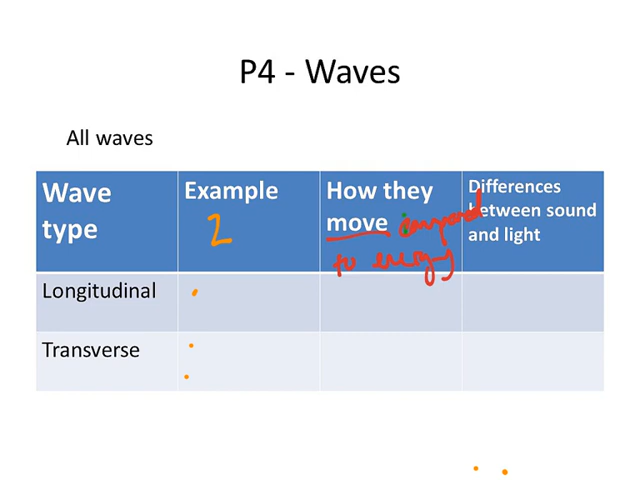 P4 - Waves
All waves
Wave type
Example
2
How they move compared to energy
Differences between sound and light
Longitudinal
Transverse